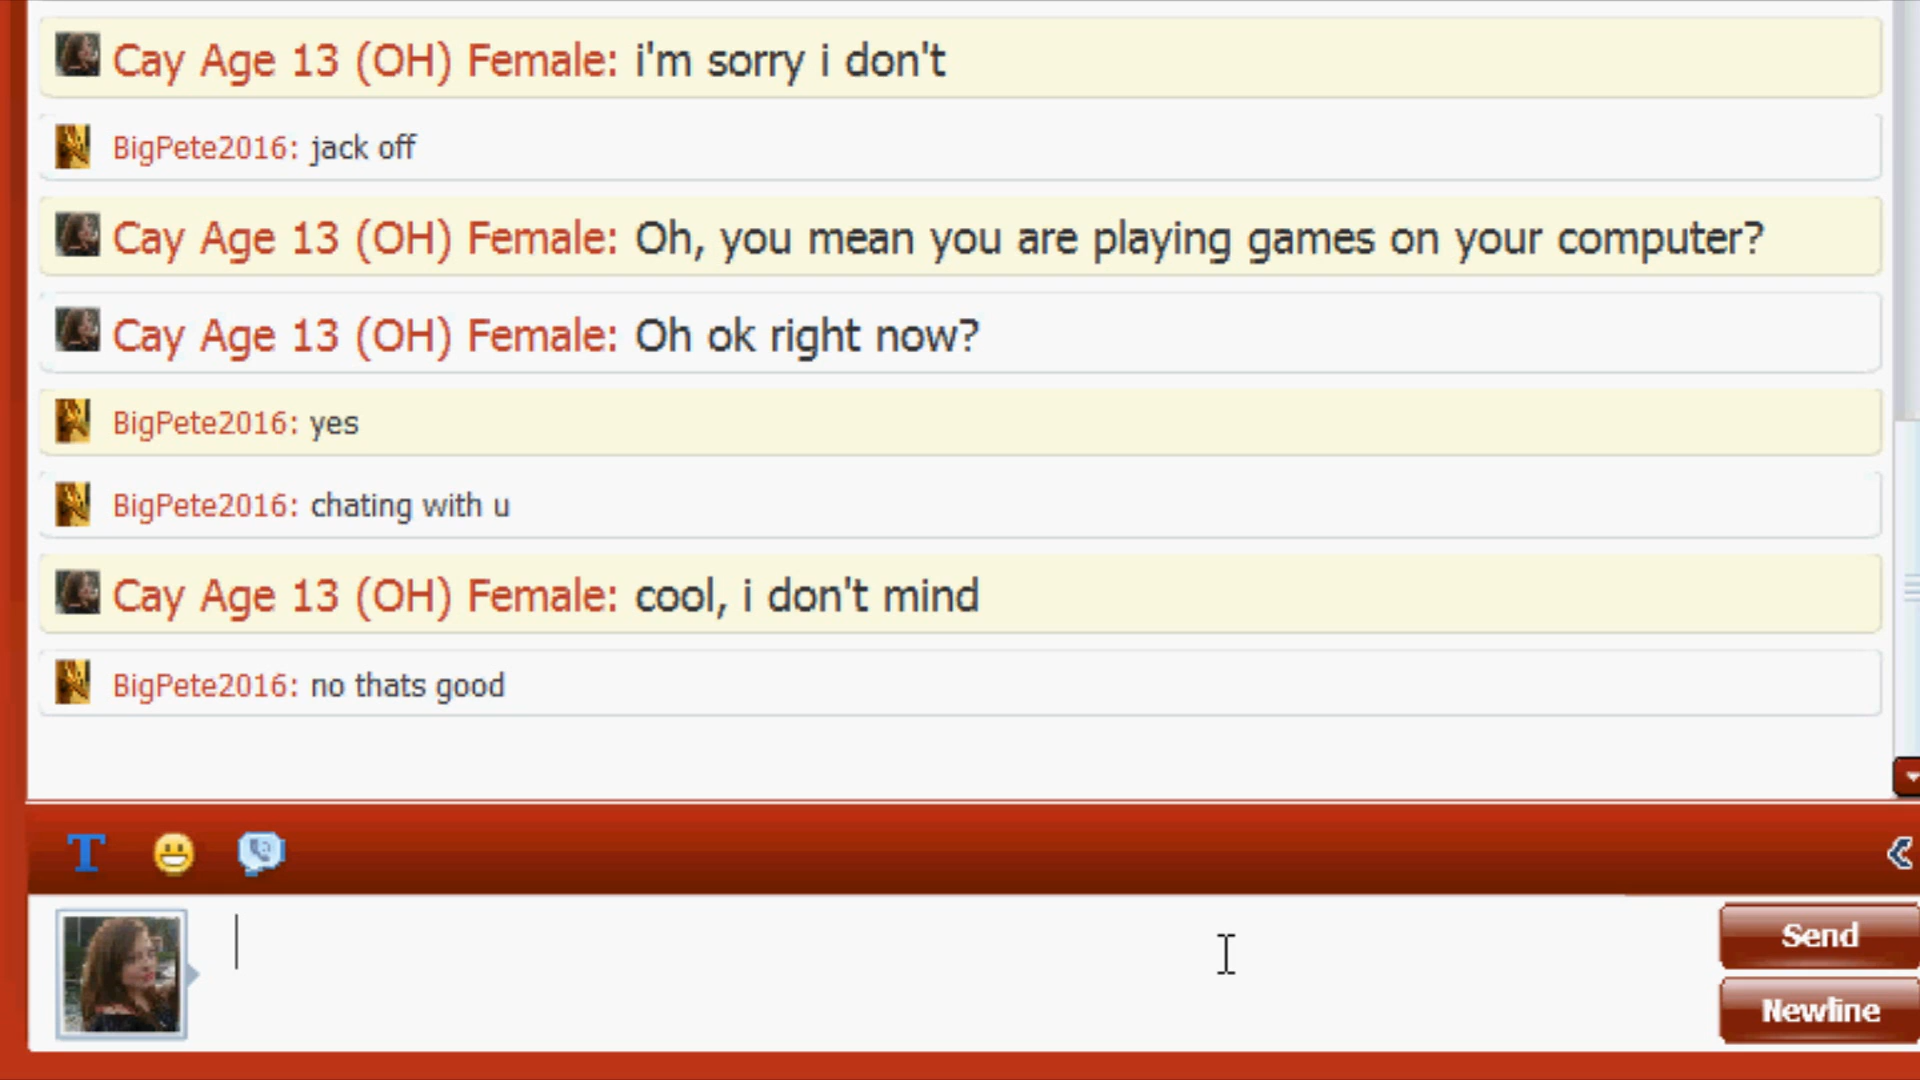 Cay Age 13 (OH) Female: i'm sorry i don't
BigPete2016: jack off
Cay Age 13 (OH) Female: Oh, you mean you are playing games on your computer?
Cay Age 13 (OH) Female: Oh ok right now?
BigPete2016: yes
BigPete2016: chating with u
Cay Age 13 (OH) Female: cool, i don't mind
BigPete2016: no thats good
T
Send
Newline